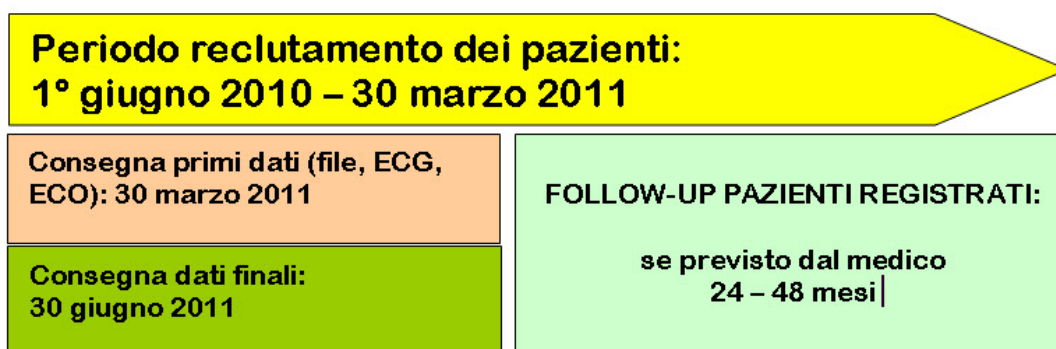 Periodo reclutamento dei pazienti:
1° giugno 2010 – 30 marzo 2011
Consegna primi dati (file, ECG,
ECO): 30 marzo 2011
Consegna dati finali:
30 giugno 2011
FOLLOW-UP PAZIENTI REGISTRATI:
se previsto dal medico
24 – 48 mesi